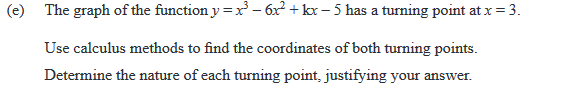 (e) The graph of the function y = x³ – 6x² + kx – 5 has a turning point at x = 3.
Use calculus methods to find the coordinates of both turning points.
Determine the nature of each turning point, justifying your answer.